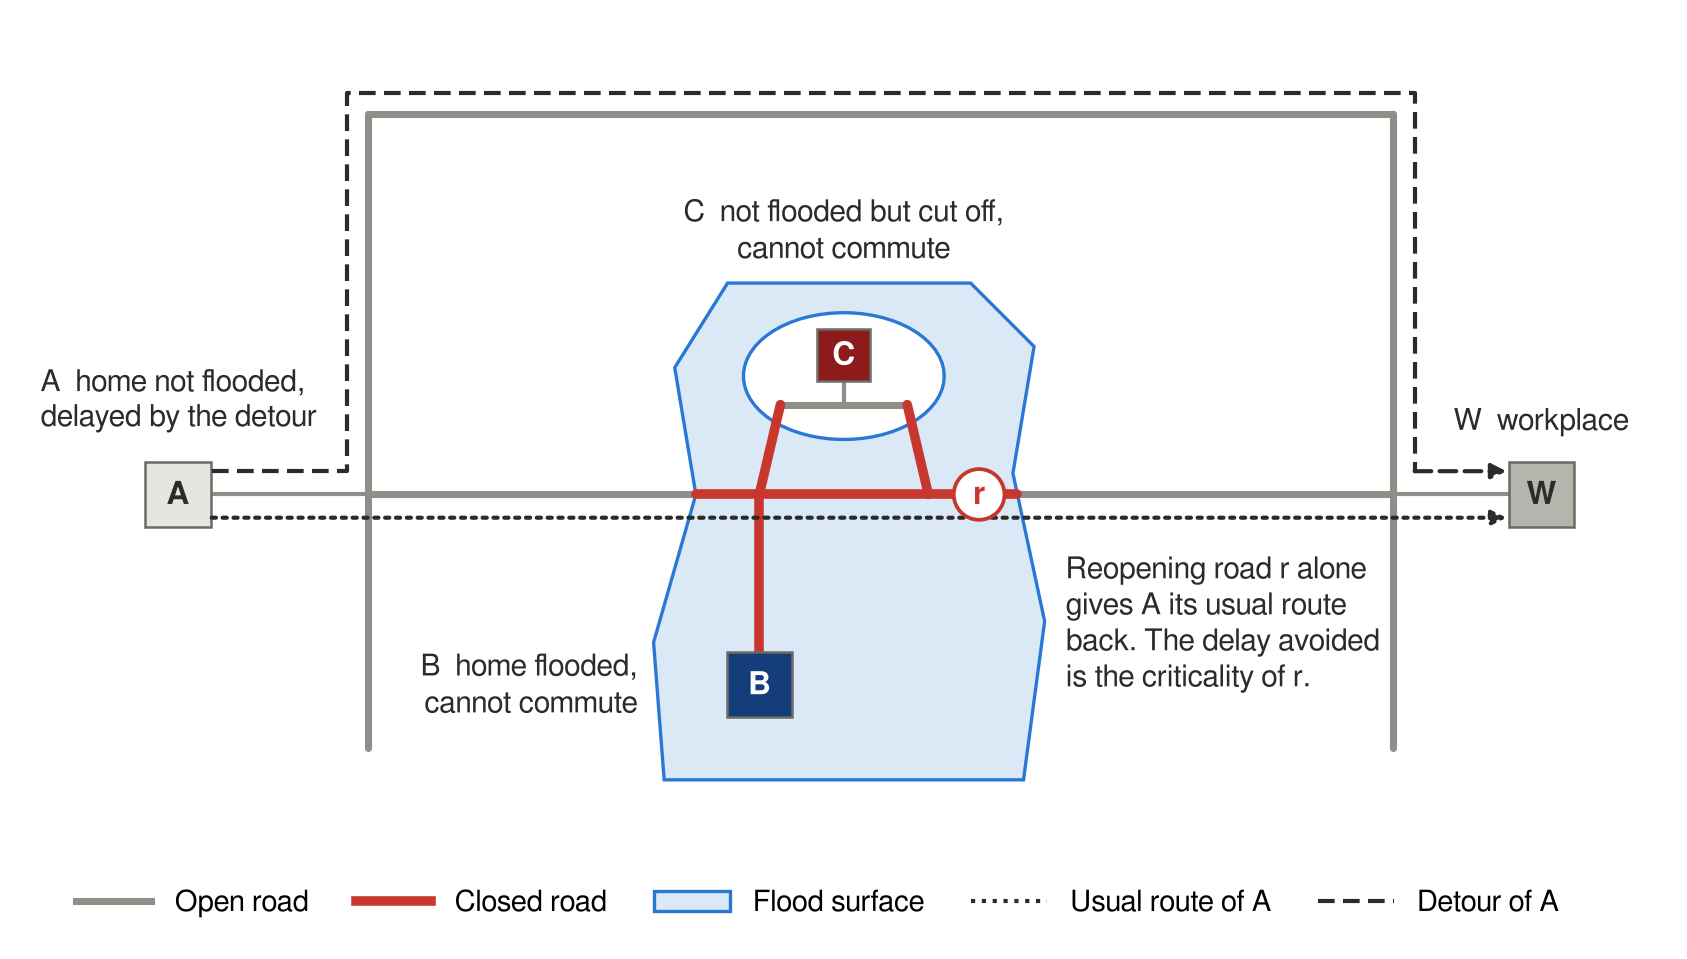 C not flooded but cut off,
cannot commute
C
A home not flooded,
delayed by the detour
W workplace
A
r
W
Reopening road r alone
gives A its usual route
back. The delay avoided
is the criticality of r.
B home flooded,
cannot commute
B
Open road
Closed road
Flood surface
Usual route of A
Detour of A